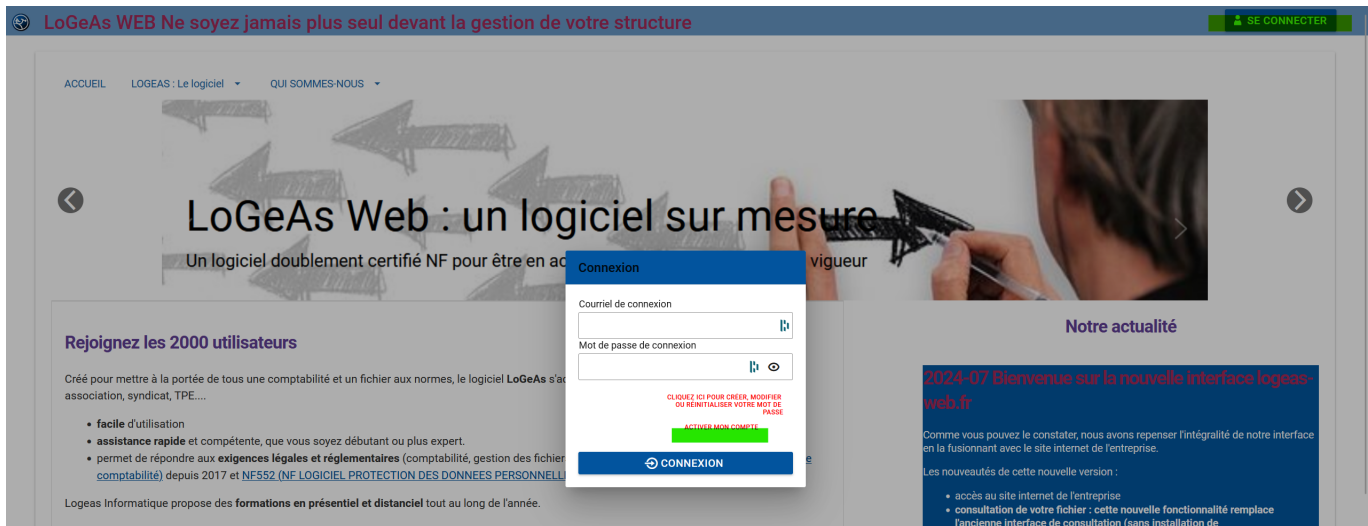 LoGeAs WEB Ne soyez jamais plus seul devant la gestion de votre structure
SE CONNECTER
ACCUEIL
LOGEAS : Le logiciel
QUI SOMMES-NOUS
LoGeAs Web : un logiciel sur mesure
Un logiciel doublement certifié NF pour être en ac
vigueur
Connexion
Courriel de connexion
Mot de passe de connexion
CLIQUEZ ICI POUR CRÉER, MODIFIER
OU RÉINITIALISER VOTRE MOT DE
PASSE
ACTIVER MON COMPTE
CONNEXION
Rejoignez les 2000 utilisateurs
Créé pour mettre à la portée de tous une comptabilité et un fichier aux normes, le logiciel LoGeAs s'ad
association, syndicat, TPE....
facile d'utilisation
assistance rapide et compétente, que vous soyez débutant ou plus expert.
permet de répondre aux exigences légales et réglementaires (comptabilité, gestion des fichier
e
comptabilité) depuis 2017 et NF552 (NF LOGICIEL PROTECTION DES DONNEES PERSONNELL
Logeas Informatique propose des formations en présentiel et distanciel tout au long de l'année.
Notre actualité
2024-07 Bienvenue sur la nouvelle interface logeas-
web.fr
Comme vous pouvez le constater, nous avons repenser l'intégralité de notre interface
en la fusionnant avec le site internet de l'entreprise.
Les nouveautés de cette nouvelle version :
accès au site internet de l'entreprise
consultation de votre fichier : cette nouvelle fonctionnalité remplace
l'ancienne interface de consultation (sans installation de